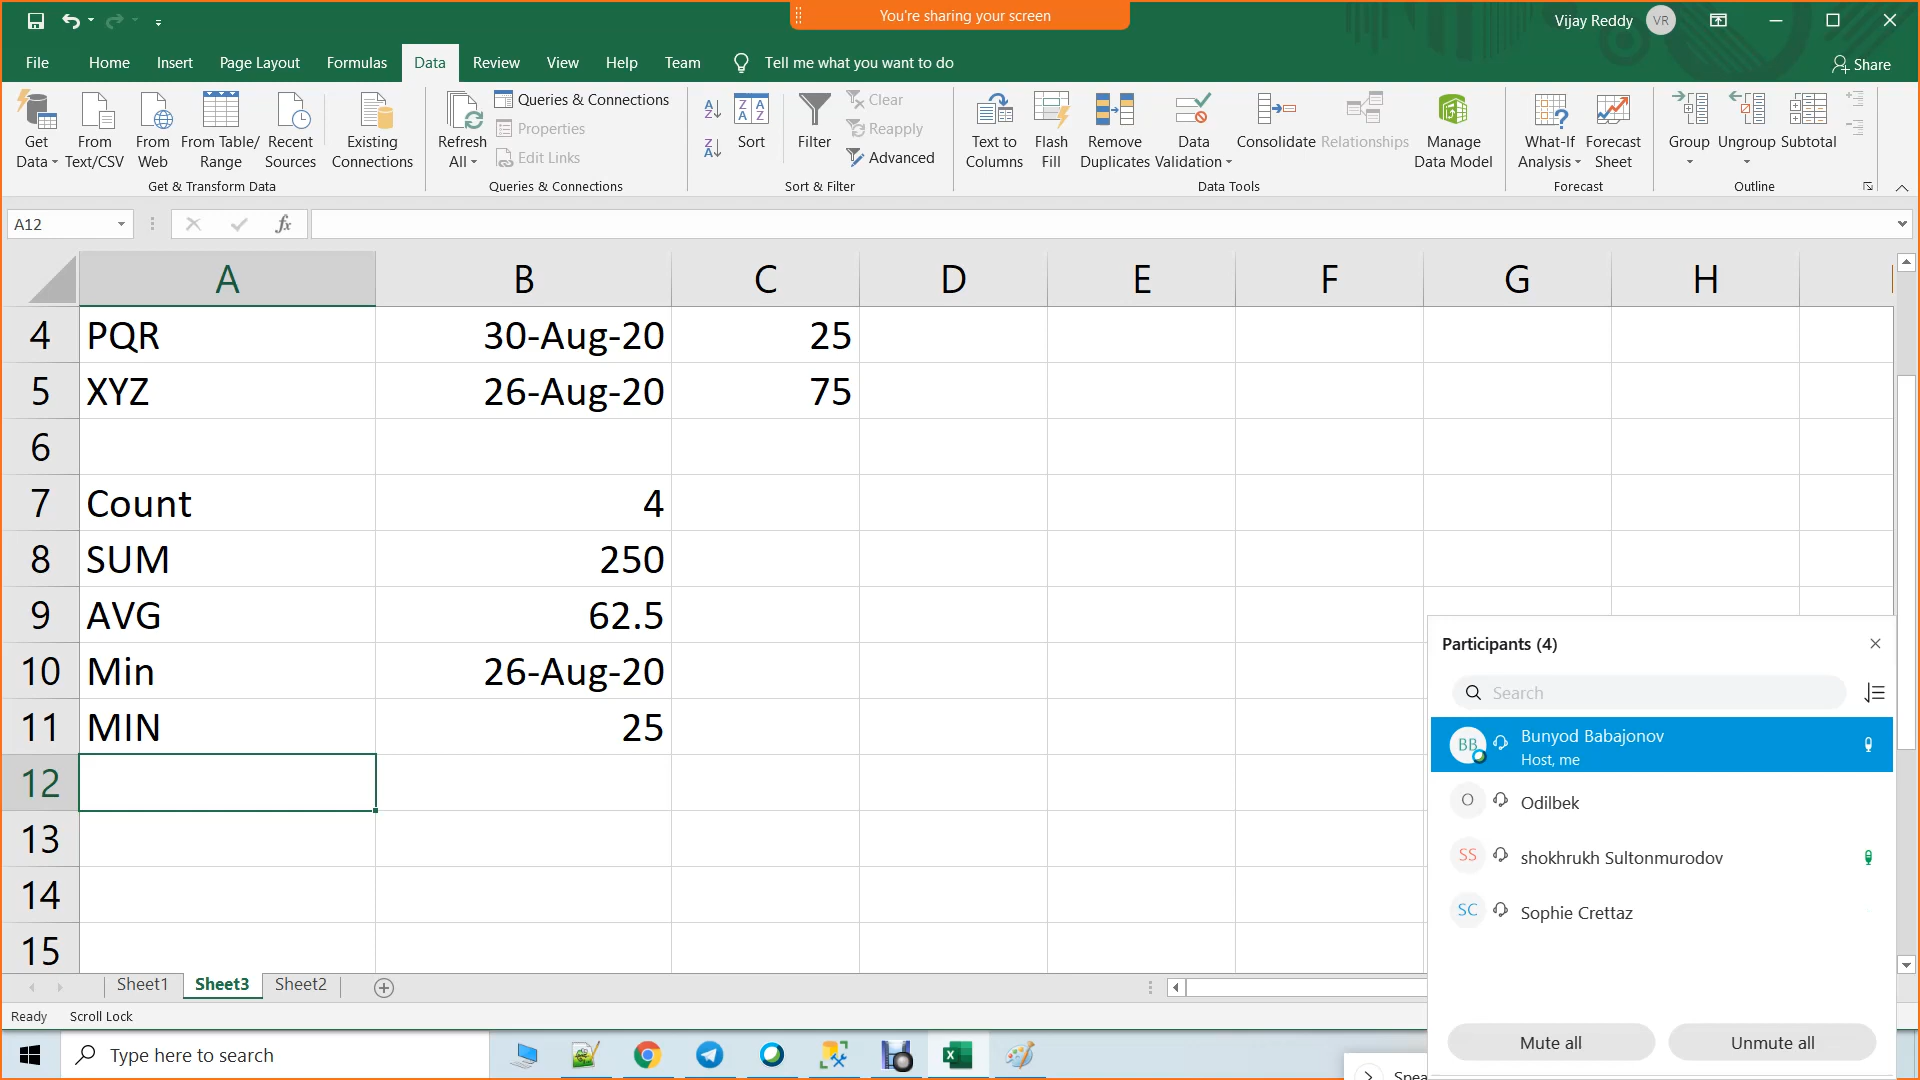 You're sharing your screen
Vijay Reddy VR
File Home Insert Page Layout Formulas Data Review View Help Team Tell me what you want to do Share
Get Data
From Text/CSV
From Web
From Table/ Range
Recent Sources
Existing Connections
Get & Transform Data
Refresh All
Queries & Connections
Properties
Edit Links
Queries & Connections
Sort
Filter
Clear
Reapply
Advanced
Sort & Filter
Text to Columns
Flash Fill
Remove Duplicates
Data Validation
Consolidate
Relationships
Manage Data Model
Data Tools
What-If Analysis
Forecast Sheet
Forecast
Group
Ungroup
Subtotal
Outline
A12 fx
A B C D E F G H
4 PQR 30-Aug-20 25
5 XYZ 26-Aug-20 75
6
7 Count 4
8 SUM 250
9 AVG 62.5
10 Min 26-Aug-20
11 MIN 25
12
13
14
15
Participants (4)
Search
BB Bunyod Babajonov
Host, me
O Odilbek
SS shokhrukh Sultonmurodov
SC Sophie Crettaz
Mute all Unmute all
Sheet1 Sheet3 Sheet2
Ready Scroll Lock
Type here to search